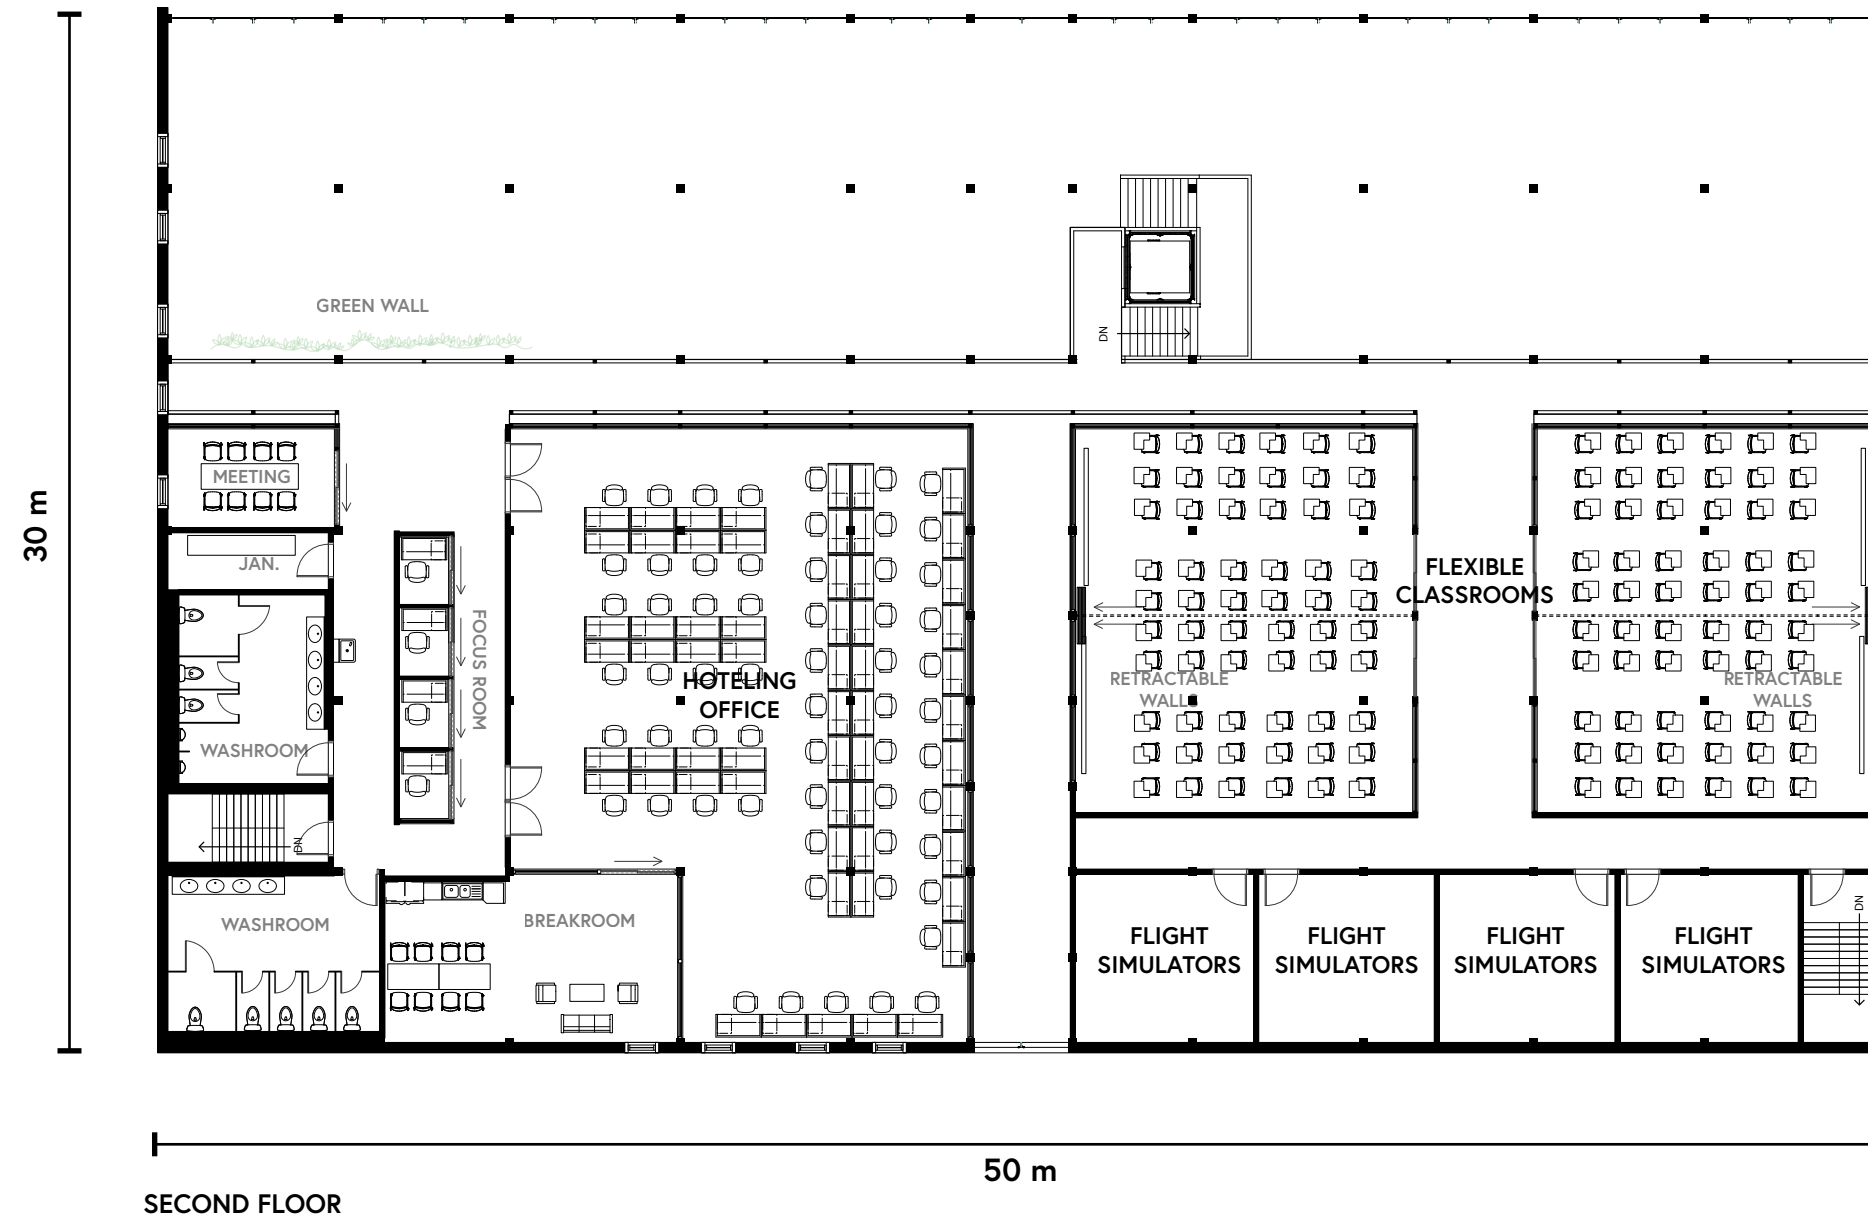 GREEN WALL
DN
MEETING
30 m
JAN.
FOCUS ROOM
FLEXIBLE
CLASSROOMS
HOTELING
OFFICE
RETRACTABLE
WALLS
RETRACTABLE
WALLS
WASHROOM
DN
WASHROOM
BREAKROOM
DN
FLIGHT
SIMULATORS
FLIGHT
SIMULATORS
FLIGHT
SIMULATORS
FLIGHT
SIMULATORS
50 m
SECOND FLOOR